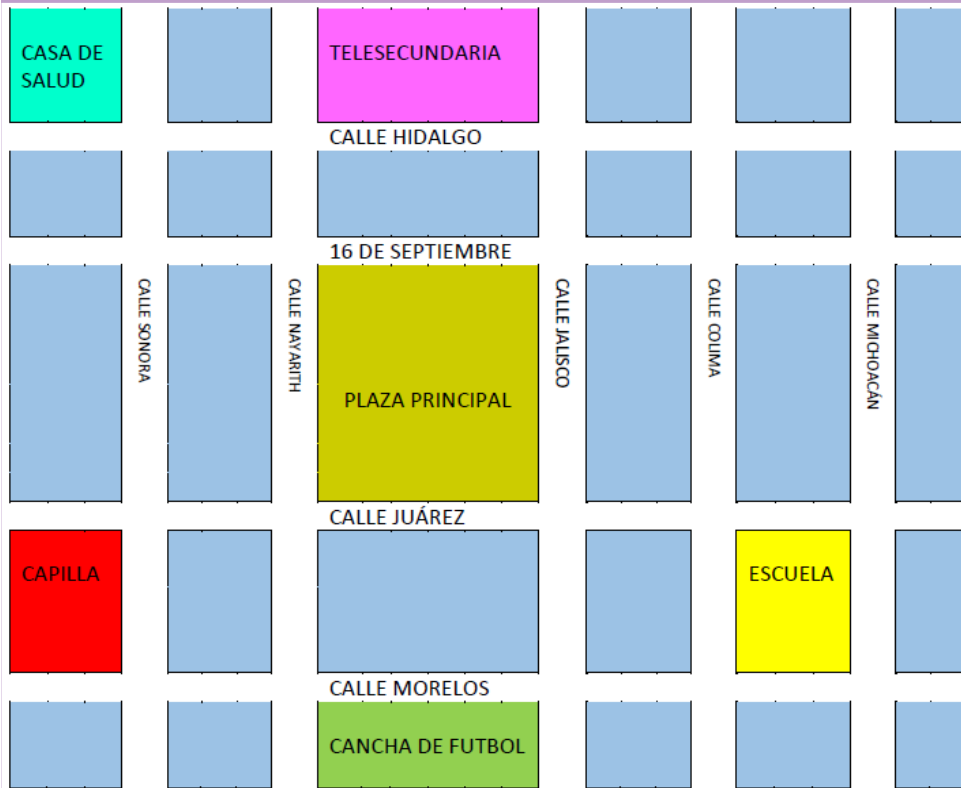 CASA DE
SALUD
TELESECUNDARIA
CALLE HIDALGO
16 DE SEPTIEMBRE
CALLE SONORA
CALLE NAYARITH
CALLE JALISCO
CALLE COLIMA
CALLE MICHOACÁN
PLAZA PRINCIPAL
CALLE JUÁREZ
CAPILLA
ESCUELA
CALLE MORELOS
CANCHA DE FUTBOL